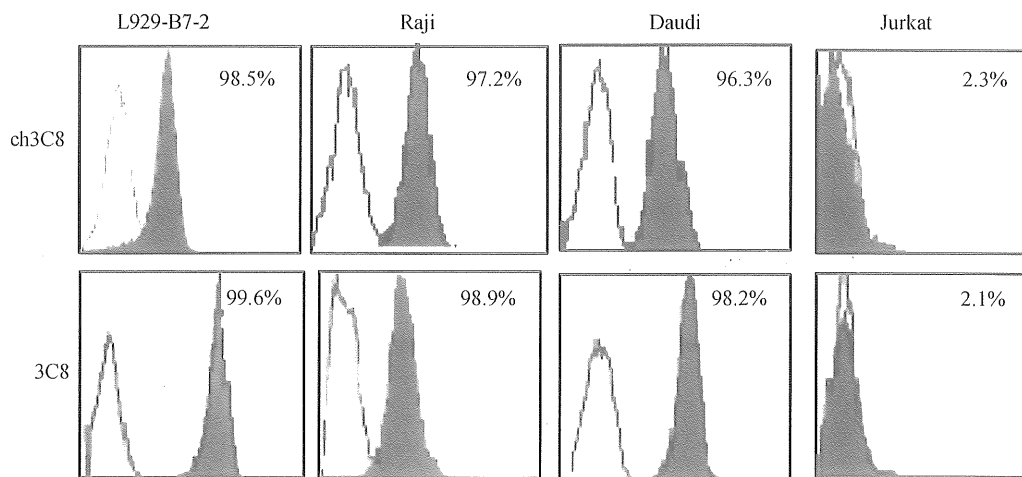 L929-B7-2 Raji Daudi Jurkat
ch3C8 98.5% 97.2% 96.3% 2.3%
3C8 99.6% 98.9% 98.2% 2.1%